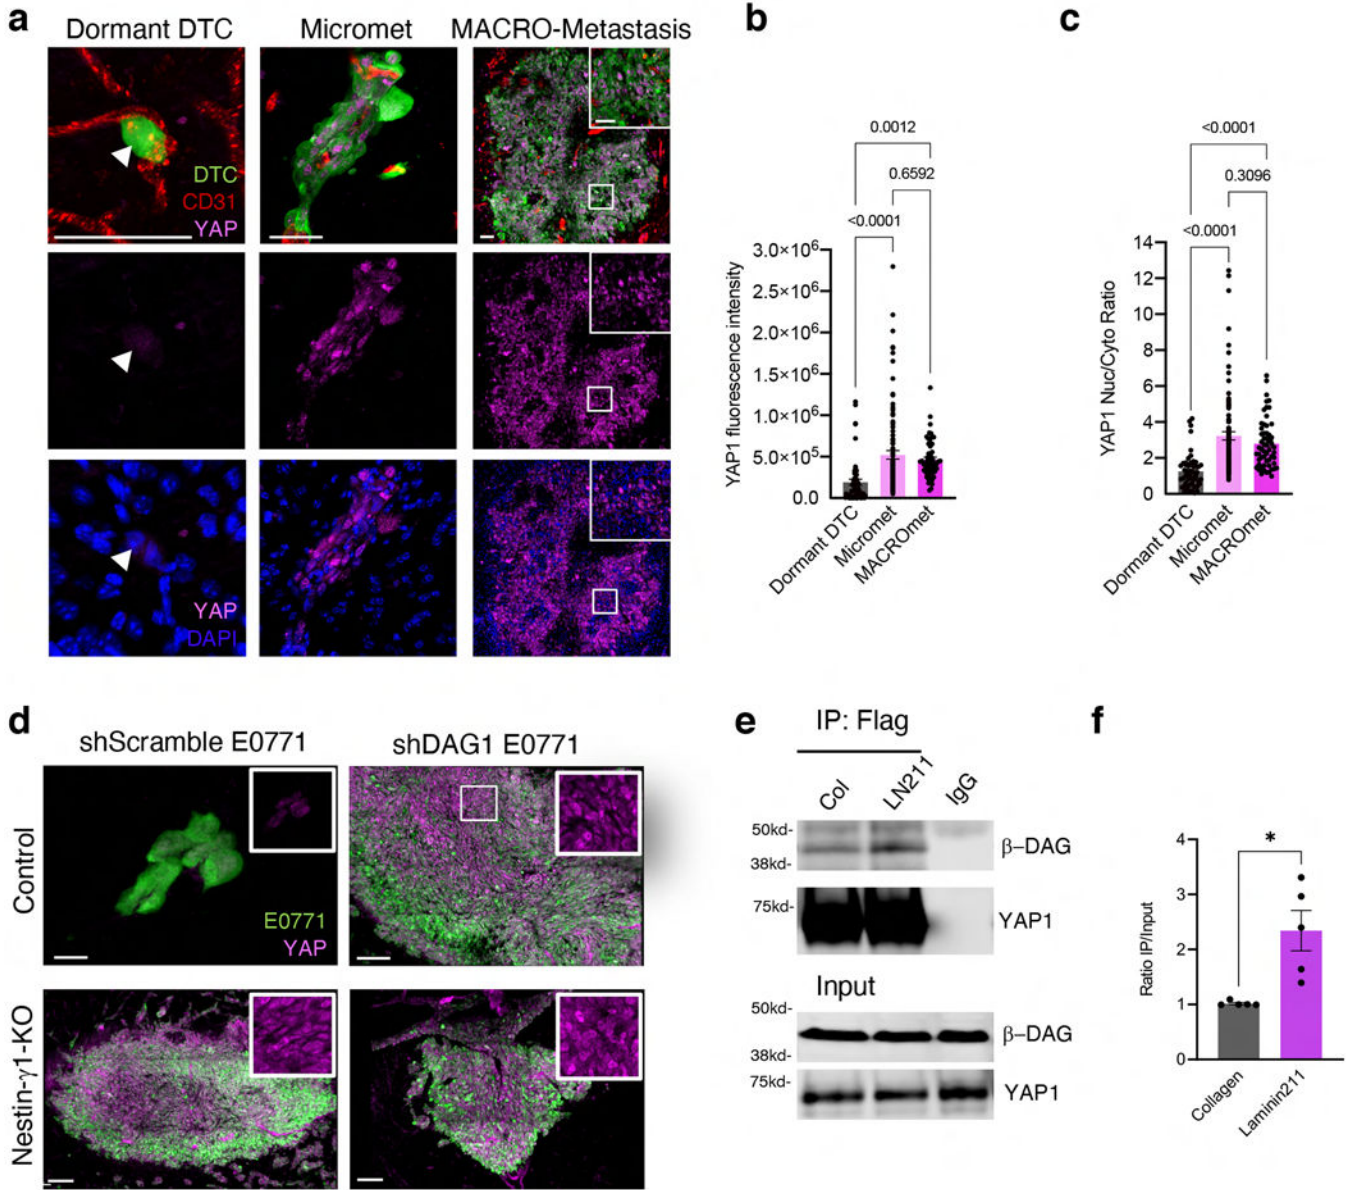 a
Dormant DTC
Micromet
MACRO-Metastasis
DTC
CD31
YAP
YAP
DAPI
b
0.0012
0.6592
<0.0001
YAP1 fluorescence intensity
3.0×10⁶
2.5×10⁶
2.0×10⁶
1.5×10⁶
1.0×10⁶
5.0×10⁵
0.0
Dormant DTC
Micromet
MACROmet
c
<0.0001
0.3096
<0.0001
YAP1 Nuc/Cyto Ratio
14
12
10
8
6
4
2
0
Dormant DTC
Micromet
MACROmet
d
shScramble E0771
shDAG1 E0771
Control
E0771
YAP
Nestin-γ1-KO
e
IP: Flag
Col
LN211
IgG
50kd-
38kd-
β-DAG
75kd-
YAP1
Input
50kd-
β-DAG
38kd-
75kd-
YAP1
f
*
Ratio IP/Input
4
3
2
1
0
Collagen
Laminin211